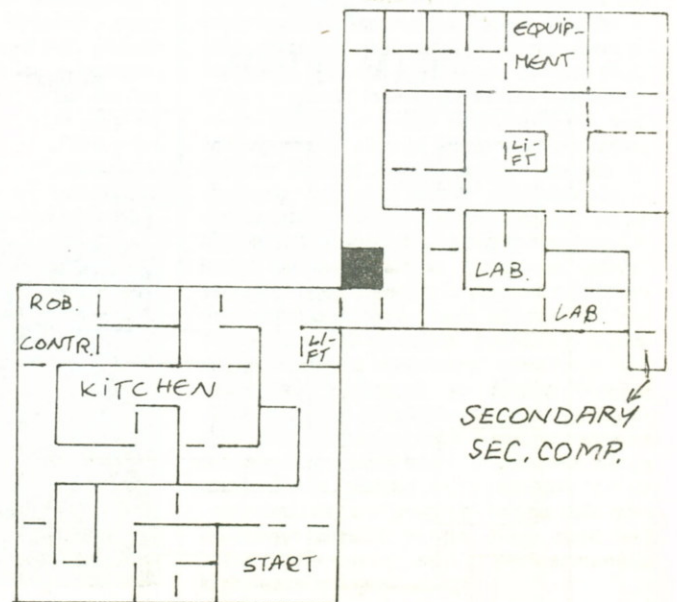 EQUIP-
MENT
LI-
FT
LAB.
LAB.
ROB.
CONTR.
LI-
FT
KITCHEN
SECONDARY
SEC. COMP.
START